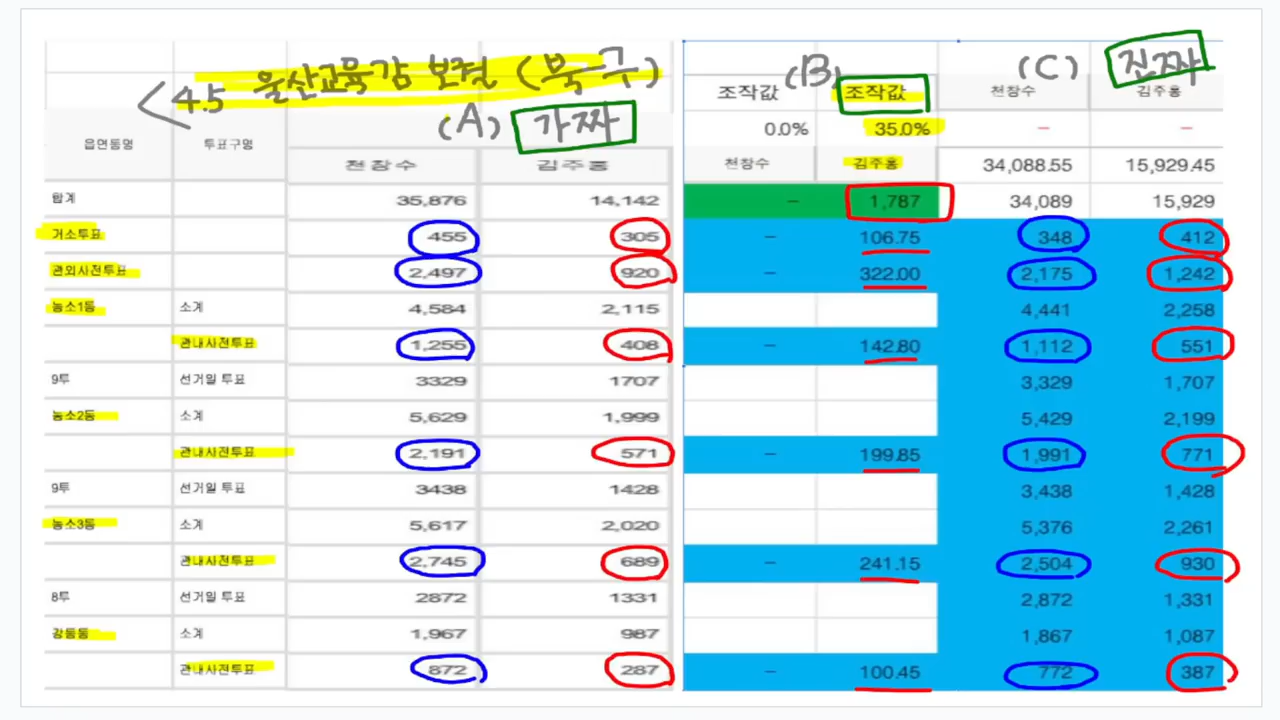 <4.5 울산교육감 보선 (북구)
(A) 가짜
(B) (C) 진짜
조작값 조작값 천창수 김주홍
0.0% 35.0% – –
읍면동명 투표구명 천창수 김주홍 천창수 김주홍 34,088.55 15,929.45
합계 35,876 14,142 – 1,787 34,089 15,929
거소투표 455 305 – 106.75 348 412
관외사전투표 2,497 920 – 322.00 2,175 1,242
농소1동 소계 4,584 2,115 4,441 2,258
관내사전투표 1,255 408 – 142.80 1,112 551
9투 선거일 투표 3329 1707 3,329 1,707
농소2동 소계 5,629 1,999 5,429 2,199
관내사전투표 2,191 571 – 199.85 1,991 771
9투 선거일 투표 3438 1428 3,438 1,428
농소3동 소계 5,617 2,020 5,376 2,261
관내사전투표 2,745 689 – 241.15 2,504 930
8투 선거일 투표 2872 1331 2,872 1,331
강동동 소계 1,967 987 1,867 1,087
관내사전투표 872 287 – 100.45 772 387